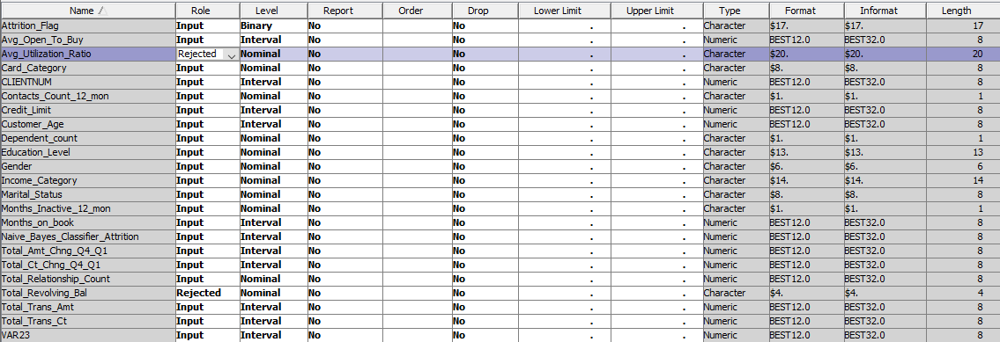 Name Role Level Report Order Drop Lower Limit Upper Limit Type Format Informat Length
Attrition_Flag Input Binary No No . . Character $17. $17. 17
Avg_Open_To_Buy Input Interval No No . . Numeric BEST12.0 BEST32.0 8
Avg_Utilization_Ratio Rejected Nominal No No . . Character $20. $20. 20
Card_Category Input Nominal No No . . Character $8. $8. 8
CLIENTNUM Input Interval No No . . Numeric BEST12.0 BEST32.0 8
Contacts_Count_12_mon Input Nominal No No . . Character $1. $1. 1
Credit_Limit Input Interval No No . . Numeric BEST12.0 BEST32.0 8
Customer_Age Input Interval No No . . Numeric BEST12.0 BEST32.0 8
Dependent_count Input Nominal No No . . Character $1. $1. 1
Education_Level Input Nominal No No . . Character $13. $13. 13
Gender Input Nominal No No . . Character $6. $6. 6
Income_Category Input Nominal No No . . Character $14. $14. 14
Marital_Status Input Nominal No No . . Character $8. $8. 8
Months_Inactive_12_mon Input Nominal No No . . Character $1. $1. 1
Months_on_book Input Interval No No . . Numeric BEST12.0 BEST32.0 8
Naive_Bayes_Classifier_Attrition Input Interval No No . . Numeric BEST12.0 BEST32.0 8
Total_Amt_Chng_Q4_Q1 Input Interval No No . . Numeric BEST12.0 BEST32.0 8
Total_Ct_Chng_Q4_Q1 Input Interval No No . . Numeric BEST12.0 BEST32.0 8
Total_Relationship_Count Input Nominal No No . . Numeric BEST12.0 BEST32.0 8
Total_Revolving_Bal Rejected Nominal No No . . Character $4. $4. 4
Total_Trans_Amt Input Interval No No . . Numeric BEST12.0 BEST32.0 8
Total_Trans_Ct Input Interval No No . . Numeric BEST12.0 BEST32.0 8
VAR23 Input Interval No No . . Numeric BEST12.0 BEST32.0 8